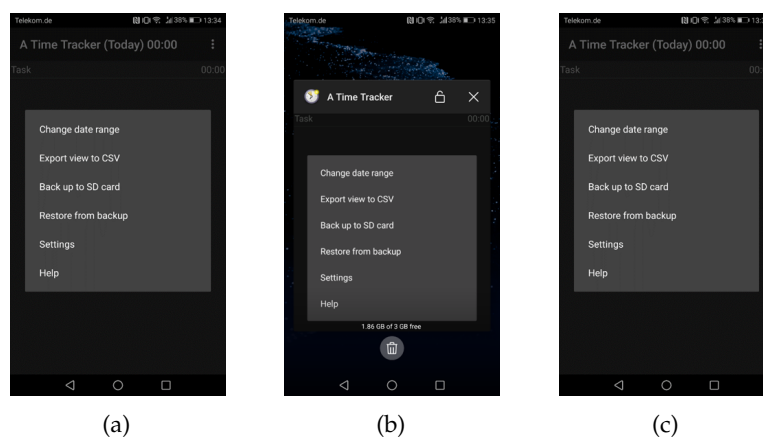 Telekom.de 38% 13:34
A Time Tracker (Today) 00:00
Task 00:00
Change date range
Export view to CSV
Back up to SD card
Restore from backup
Settings
Help
(a)
Telekom.de 38% 13:35
A Time Tracker
Task 00:00
Change date range
Export view to CSV
Back up to SD card
Restore from backup
Settings
Help
1.86 GB of 3 GB free
(b)
Telekom.de 38% 13:3
A Time Tracker (Today) 00:00
Task 00:
Change date range
Export view to CSV
Back up to SD card
Restore from backup
Settings
Help
(c)